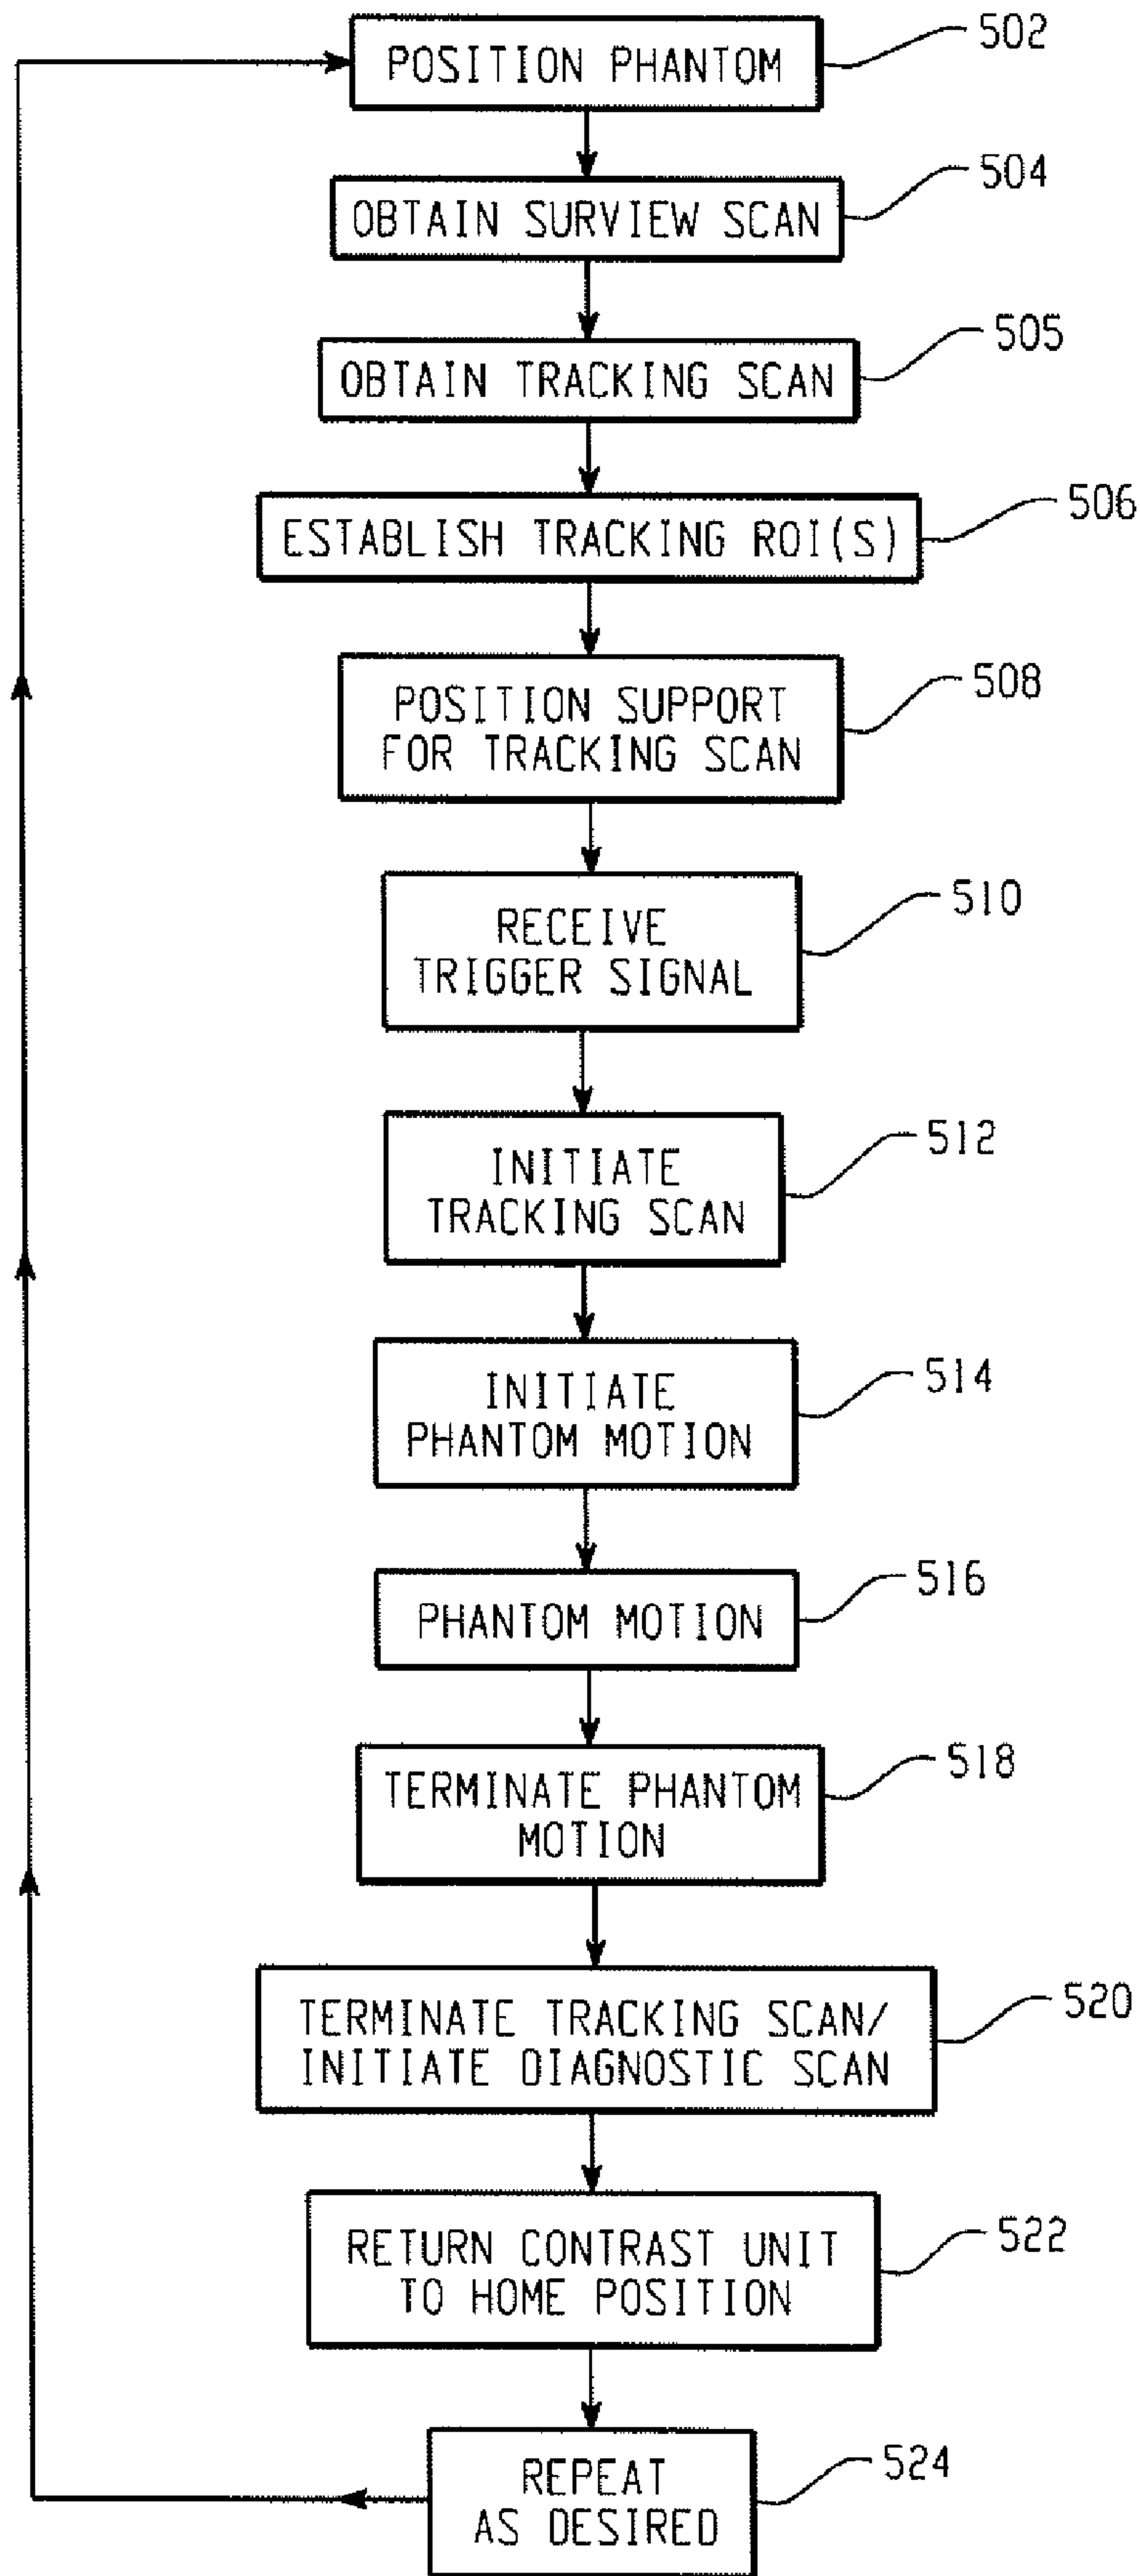 POSITION PHANTOM
502
OBTAIN SURVIEW SCAN
504
OBTAIN TRACKING SCAN
505
ESTABLISH TRACKING ROI(S)
506
POSITION SUPPORT
FOR TRACKING SCAN
508
RECEIVE
TRIGGER SIGNAL
510
INITIATE
TRACKING SCAN
512
INITIATE
PHANTOM MOTION
514
PHANTOM MOTION
516
TERMINATE PHANTOM
MOTION
518
TERMINATE TRACKING SCAN/
INITIATE DIAGNOSTIC SCAN
520
RETURN CONTRAST UNIT
TO HOME POSITION
522
REPEAT
AS DESIRED
524